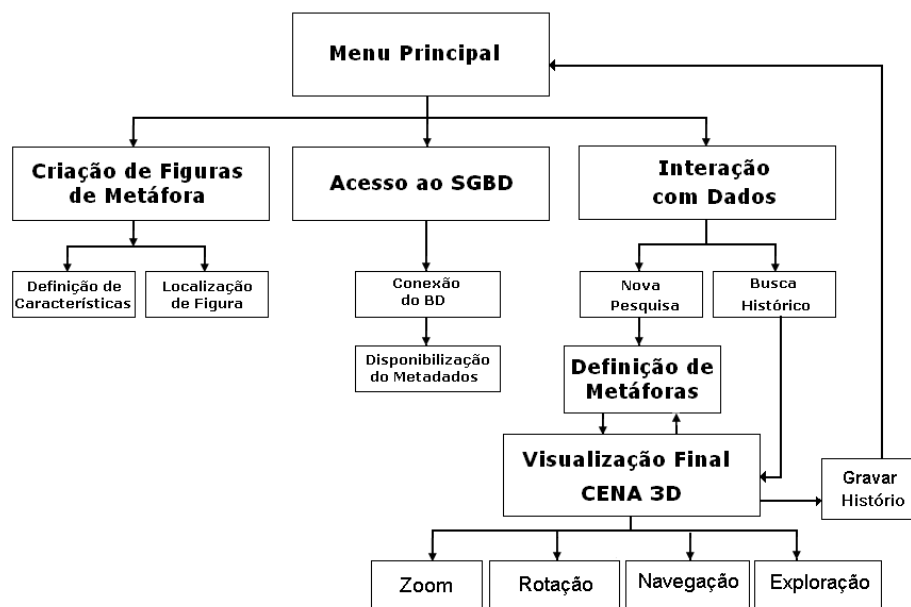 Menu Principal
Criação de Figuras
de Metáfora
Acesso ao SGBD
Interação
com Dados
Definição de
Características
Localização
de Figura
Conexão
do BD
Nova
Pesquisa
Busca
Histórico
Disponibilização
do Metadados
Definição de
Metáforas
Visualização Final
CENA 3D
Gravar
Histório
Zoom
Rotação
Navegação
Exploração